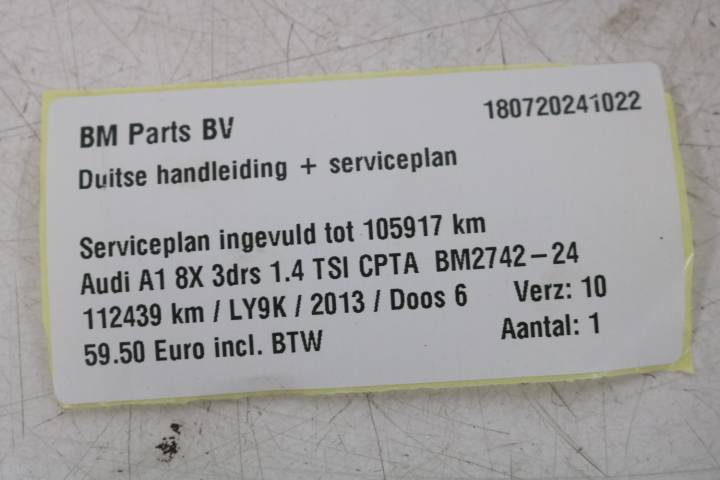 BM Parts BV 180720241022
Duitse handleiding + serviceplan
Serviceplan ingevuld tot 105917 km
Audi A1 8X 3drs 1.4 TSI CPTA BM2742-24
112439 km / LY9K / 2013 / Doos 6 Verz: 10
59.50 Euro incl. BTW Aantal: 1